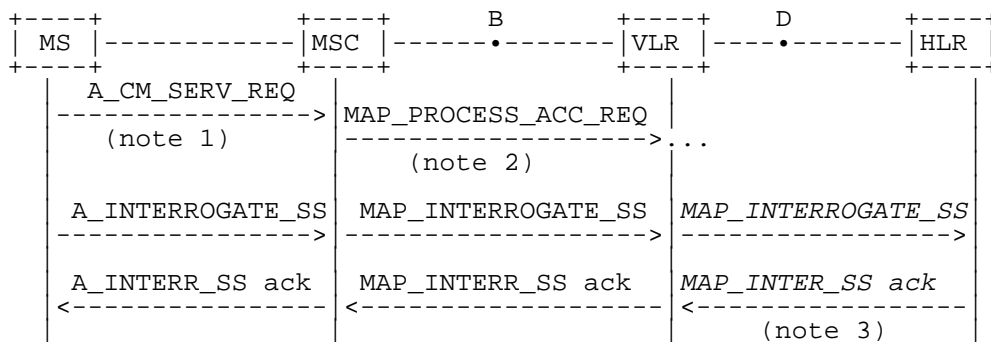 B D
MS MSC VLR HLR
A_CM_SERV_REQ
MAP_PROCESS_ACC_REQ
(note 1) ...
(note 2)
A_INTERROGATE_SS MAP_INTERROGATE_SS MAP_INTERROGATE_SS
A_INTERR_SS ack MAP_INTERR_SS ack MAP_INTER_SS ack
(note 3)